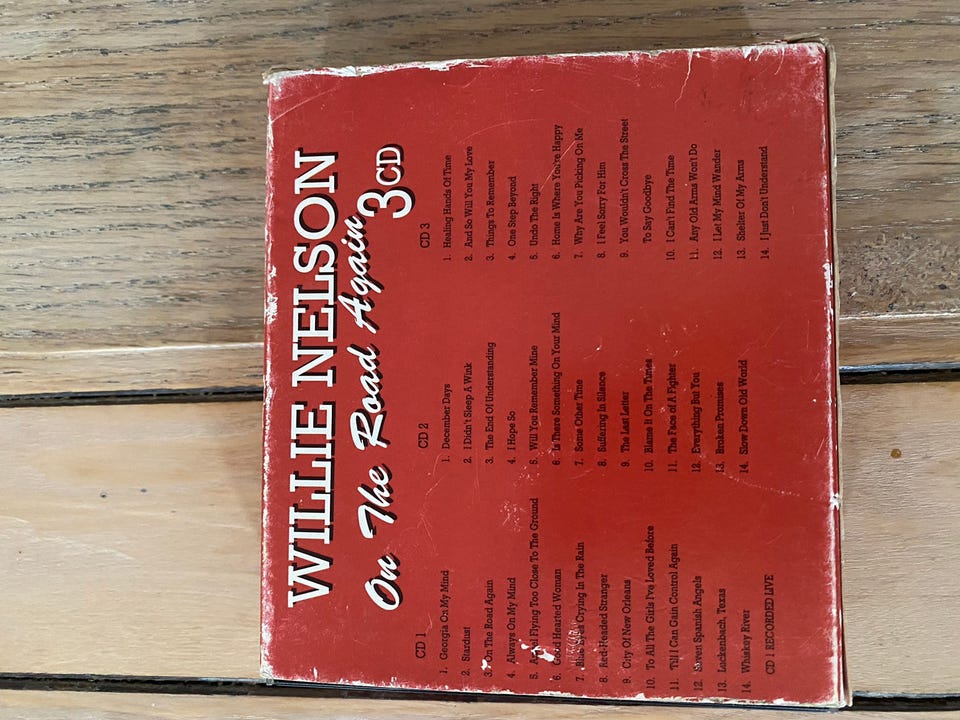 WILLIE NELSON
On The Road Again
3CD
CD 1
1. Georgia On My Mind
2. Stardust
3. On The Road Again
4. Always On My Mind
5. Angel Flying Too Close To The Ground
6. Good Hearted Woman
7. Blue Eyes Crying In The Rain
8. Red-Headed Stranger
9. City Of New Orleans
10. To All The Girls I've Loved Before
11. Till I Can Gain Control Again
12. Seven Spanish Angels
13. Luckenbach, Texas
14. Whiskey River
CD 1 RECORDED LIVE
CD 2
1. December Days
2. I Didn't Sleep A Wink
3. The End Of Understanding
4. I Hope So
5. Will You Remember Mine
6. Is There Something On Your Mind
7. Some Other Time
8. Suffering In Silence
9. The Last Letter
10. Blame It On The Times
11. The Face Of A Fighter
12. Everything But You
13. Broken Promises
14. Slow Down Old World
CD 3
1. Healing Hands Of Time
2. And So Will You My Love
3. Things To Remember
4. One Step Beyond
5. Undo The Right
6. Home Is Where You're Happy
7. Why Are You Picking On Me
8. I Feel Sorry For Him
9. You Wouldn't Cross The Street
To Say Goodbye
10. I Can't Find The Time
11. Any Old Arms Won't Do
12. I Let My Mind Wander
13. Shelter Of My Arms
14. I Just Don't Understand